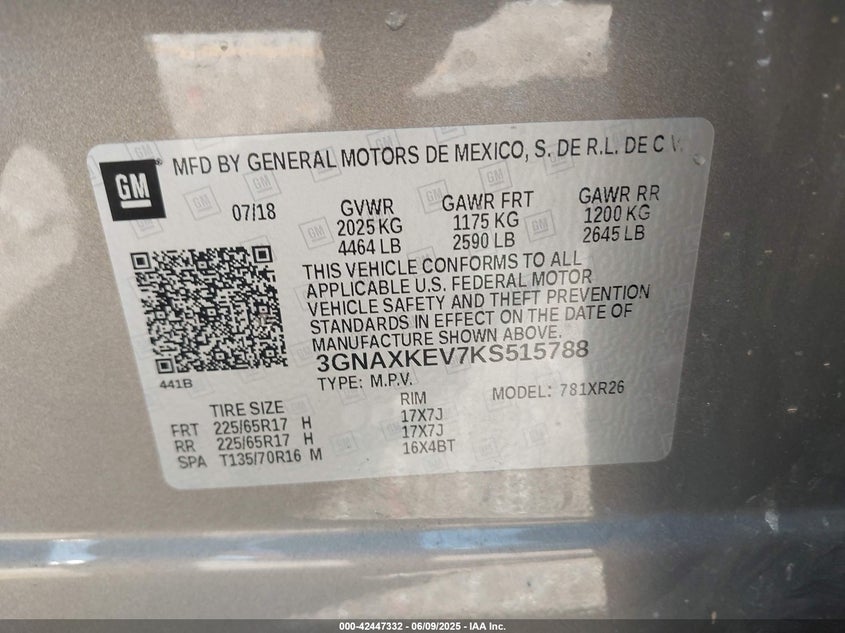 GM
MFD BY GENERAL MOTORS DE MEXICO, S. DE R.L. DE C V.
07/18
GVWR
2025 KG
4464 LB
GAWR FRT
1175 KG
2590 LB
GAWR RR
1200 KG
2645 LB
THIS VEHICLE CONFORMS TO ALL
APPLICABLE U.S. FEDERAL MOTOR
VEHICLE SAFETY AND THEFT PREVENTION
STANDARDS IN EFFECT ON THE DATE OF
MANUFACTURE SHOWN ABOVE.
3GNAXKEV7KS515788
441B
TYPE: M.P.V.
MODEL: 781XR26
TIRE SIZE RIM
FRT 225/65R17 H 17X7J
RR 225/65R17 H 17X7J
SPA T135/70R16 M 16X4BT
000-42447332 - 06/09/2025 - IAA Inc.